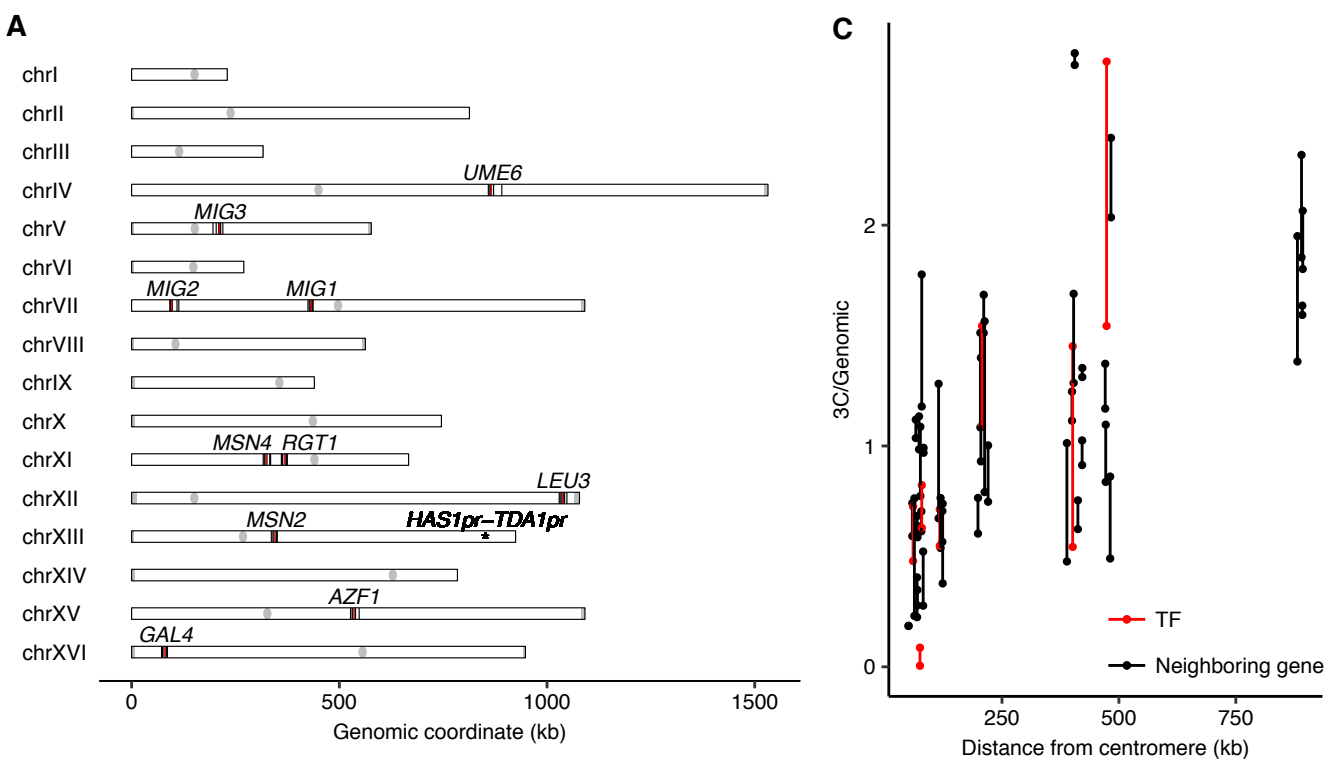 A
chrI
chrII
chrIII
chrIV
UME6
chrV
MIG3
chrVI
chrVII
MIG2 MIG1
chrVIII
chrIX
chrX
chrXI
MSN4 RGT1
chrXII
LEU3
chrXIII
MSN2 HAS1pr−TDA1pr
*
chrXIV
chrXV
AZF1
chrXVI
GAL4
0 500 1000 1500
Genomic coordinate (kb)
C
3C/Genomic
2
1
0
TF
Neighboring gene
250 500 750
Distance from centromere (kb)